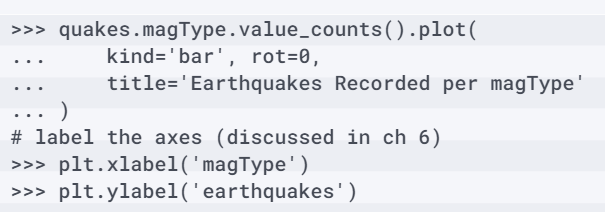 >>> quakes.magType.value_counts().plot(
...     kind='bar', rot=0,
...     title='Earthquakes Recorded per magType'
... )
# label the axes (discussed in ch 6)
>>> plt.xlabel('magType')
>>> plt.ylabel('earthquakes')